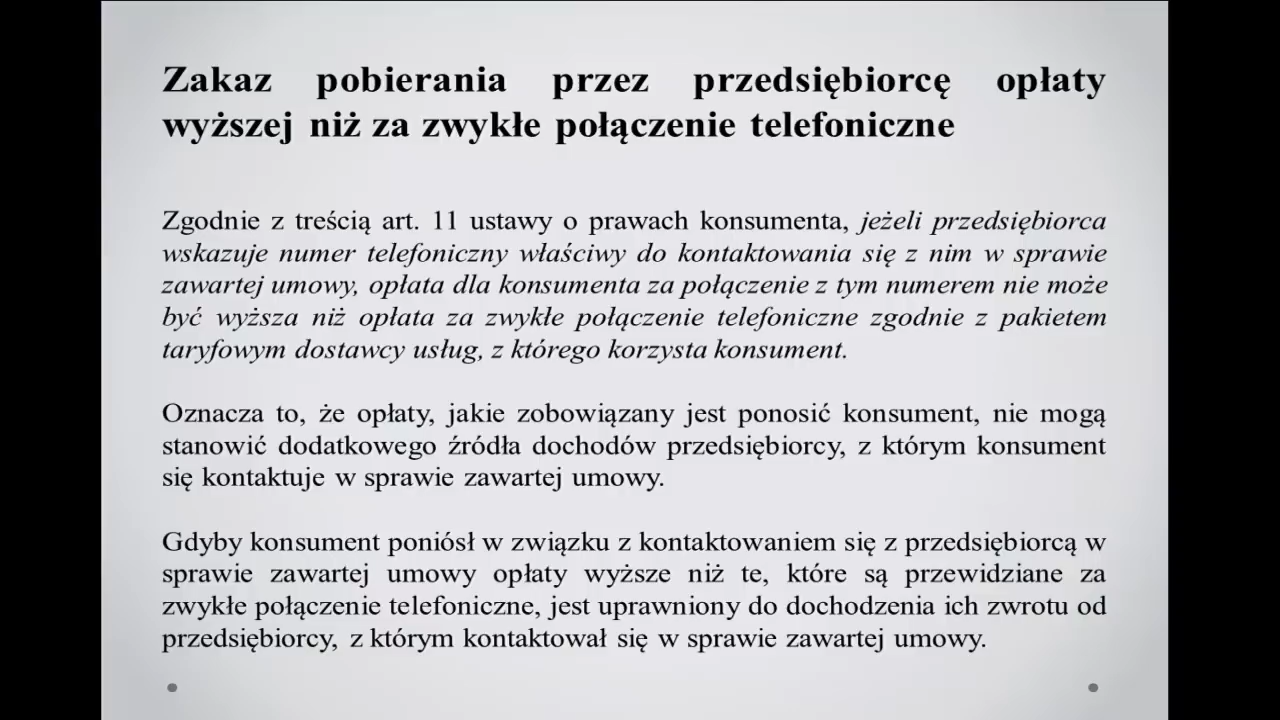 Zakaz pobierania przez przedsiębiorcę opłaty
wyższej niż za zwykłe połączenie telefoniczne
Zgodnie z treścią art. 11 ustawy o prawach konsumenta, jeżeli przedsiębiorca
wskazuje numer telefoniczny właściwy do kontaktowania się z nim w sprawie
zawartej umowy, opłata dla konsumenta za połączenie z tym numerem nie może
być wyższa niż opłata za zwykłe połączenie telefoniczne zgodnie z pakietem
taryfowym dostawcy usług, z którego korzysta konsument.
Oznacza to, że opłaty, jakie zobowiązany jest ponosić konsument, nie mogą
stanowić dodatkowego źródła dochodów przedsiębiorcy, z którym konsument
się kontaktuje w sprawie zawartej umowy.
Gdyby konsument poniósł w związku z kontaktowaniem się z przedsiębiorcą w
sprawie zawartej umowy opłaty wyższe niż te, które są przewidziane za
zwykłe połączenie telefoniczne, jest uprawniony do dochodzenia ich zwrotu od
przedsiębiorcy, z którym kontaktował się w sprawie zawartej umowy.